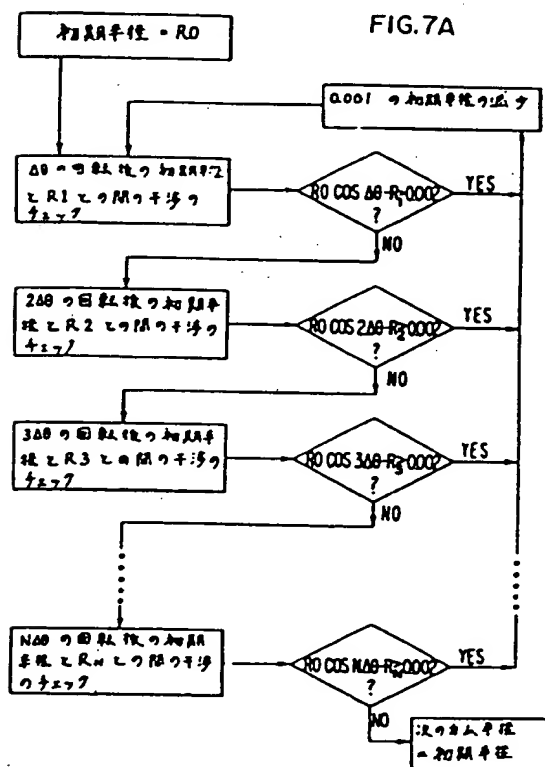 FIG.7A
初期半径 = R0
0.001 の初期半径の減少
Δθ の回転後の初期半径
と R1 との間の干渉の
チェック
R0 COS Δθ-R1>0.002
?
YES
NO
2Δθ の回転後の初期半
径と R2 との間の干渉の
チェック
R0 COS 2Δθ-R2>0.002
?
YES
NO
3Δθ の回転後の初期半
径と R3 との間の干渉の
チェック
R0 COS 3Δθ-R3>0.002
?
YES
NO
NΔθ の回転後の初期
半径と RN との間の干渉
のチェック
R0 COS NΔθ-RN>0.002
?
YES
NO
次のカム半径
= 初期半径